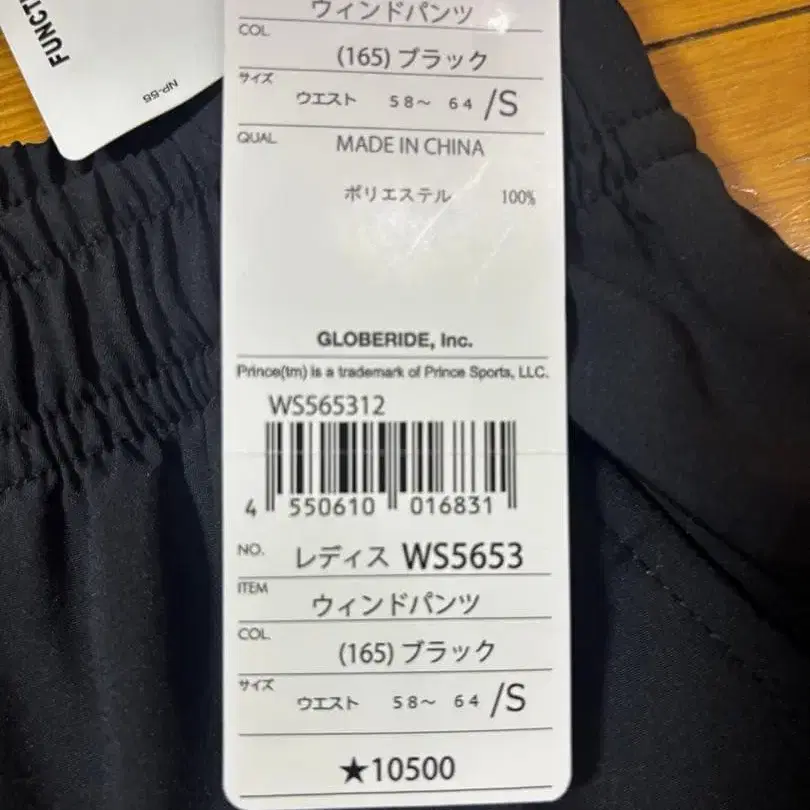 FUNCT
NP-55
ウィンドパンツ
COL
(165) ブラック
サイズ
ウエスト 58～ 64 /S
QUAL
MADE IN CHINA
ポリエステル 100%
GLOBERIDE, Inc.
Prince(tm) is a trademark of Prince Sports, LLC.
WS565312
4 550610 016831
NO. レディス WS5653
ITEM
ウィンドパンツ
COL
(165) ブラック
サイズ
ウエスト 58～ 64 /S
★10500